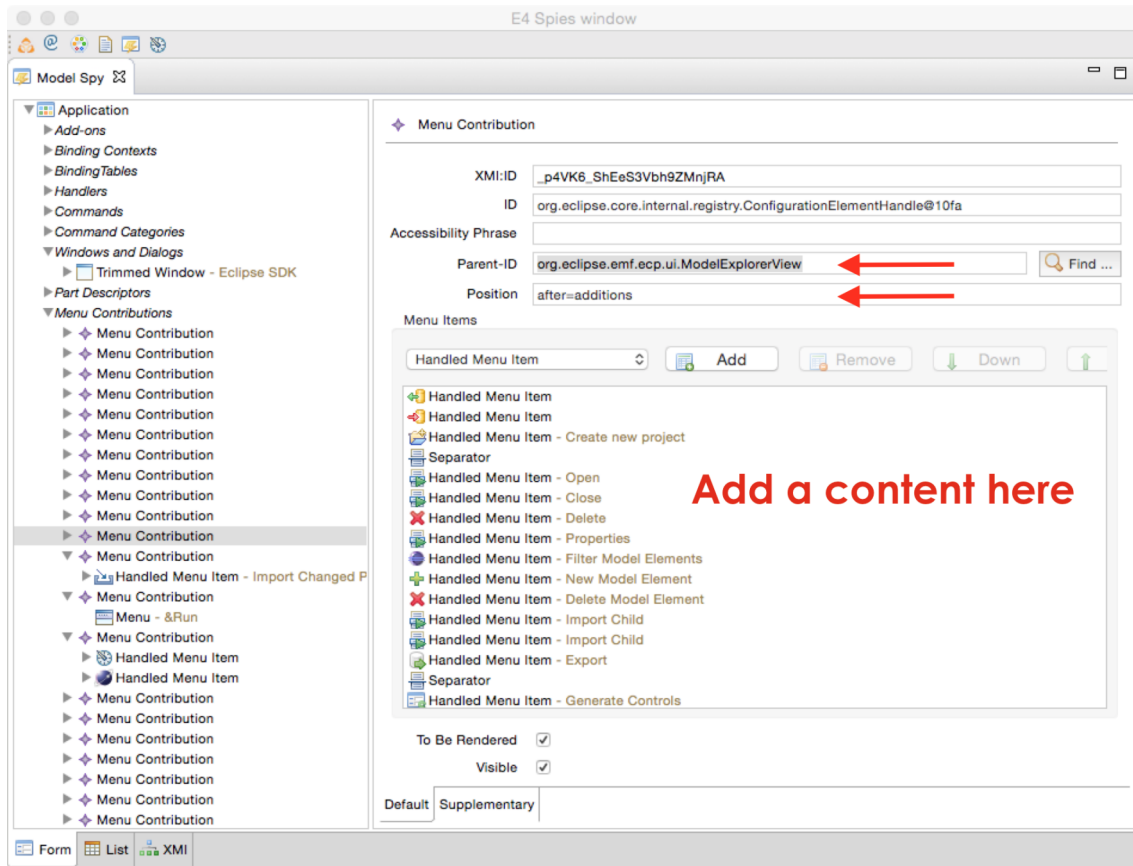 E4 Spies window
Model Spy
Application
Add-ons
Binding Contexts
BindingTables
Handlers
Commands
Command Categories
Windows and Dialogs
Trimmed Window - Eclipse SDK
Part Descriptors
Menu Contributions
Menu Contribution
Menu Contribution
Menu Contribution
Menu Contribution
Menu Contribution
Menu Contribution
Menu Contribution
Menu Contribution
Menu Contribution
Menu Contribution
Menu Contribution
Menu Contribution
Handled Menu Item - Import Changed P
Menu Contribution
Menu - &Run
Menu Contribution
Handled Menu Item
Handled Menu Item
Menu Contribution
Menu Contribution
Menu Contribution
Menu Contribution
Menu Contribution
Menu Contribution
Menu Contribution
Menu Contribution
XMI:ID _p4VK6_ShEeS3Vbh9ZMnjRA
ID org.eclipse.core.internal.registry.ConfigurationElementHandle@10fa
Accessibility Phrase
Parent-ID org.eclipse.emf.ecp.ui.ModelExplorerView Find ...
Position after=additions
Menu Items
Handled Menu Item Add Remove Down
Handled Menu Item
Handled Menu Item
Handled Menu Item - Create new project
Separator
Handled Menu Item - Open
Handled Menu Item - Close
Handled Menu Item - Delete
Handled Menu Item - Properties
Handled Menu Item - Filter Model Elements
Handled Menu Item - New Model Element
Handled Menu Item - Delete Model Element
Handled Menu Item - Import Child
Handled Menu Item - Import Child
Handled Menu Item - Export
Separator
Handled Menu Item - Generate Controls
Add a content here
To Be Rendered
Visible
Default Supplementary
Form List XMI